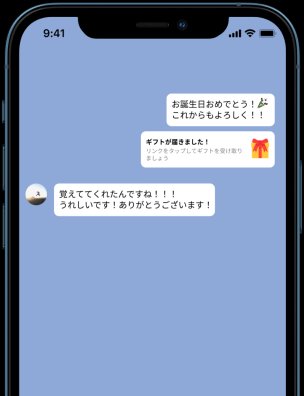 9:41
お誕生日おめでとう！🎉
これからもよろしく！！
ギフトが届きました！
リンクをタップしてギフトを受け取り
ましょう
覚えててくれたんですね！！！
うれしいです！ありがとうございます！